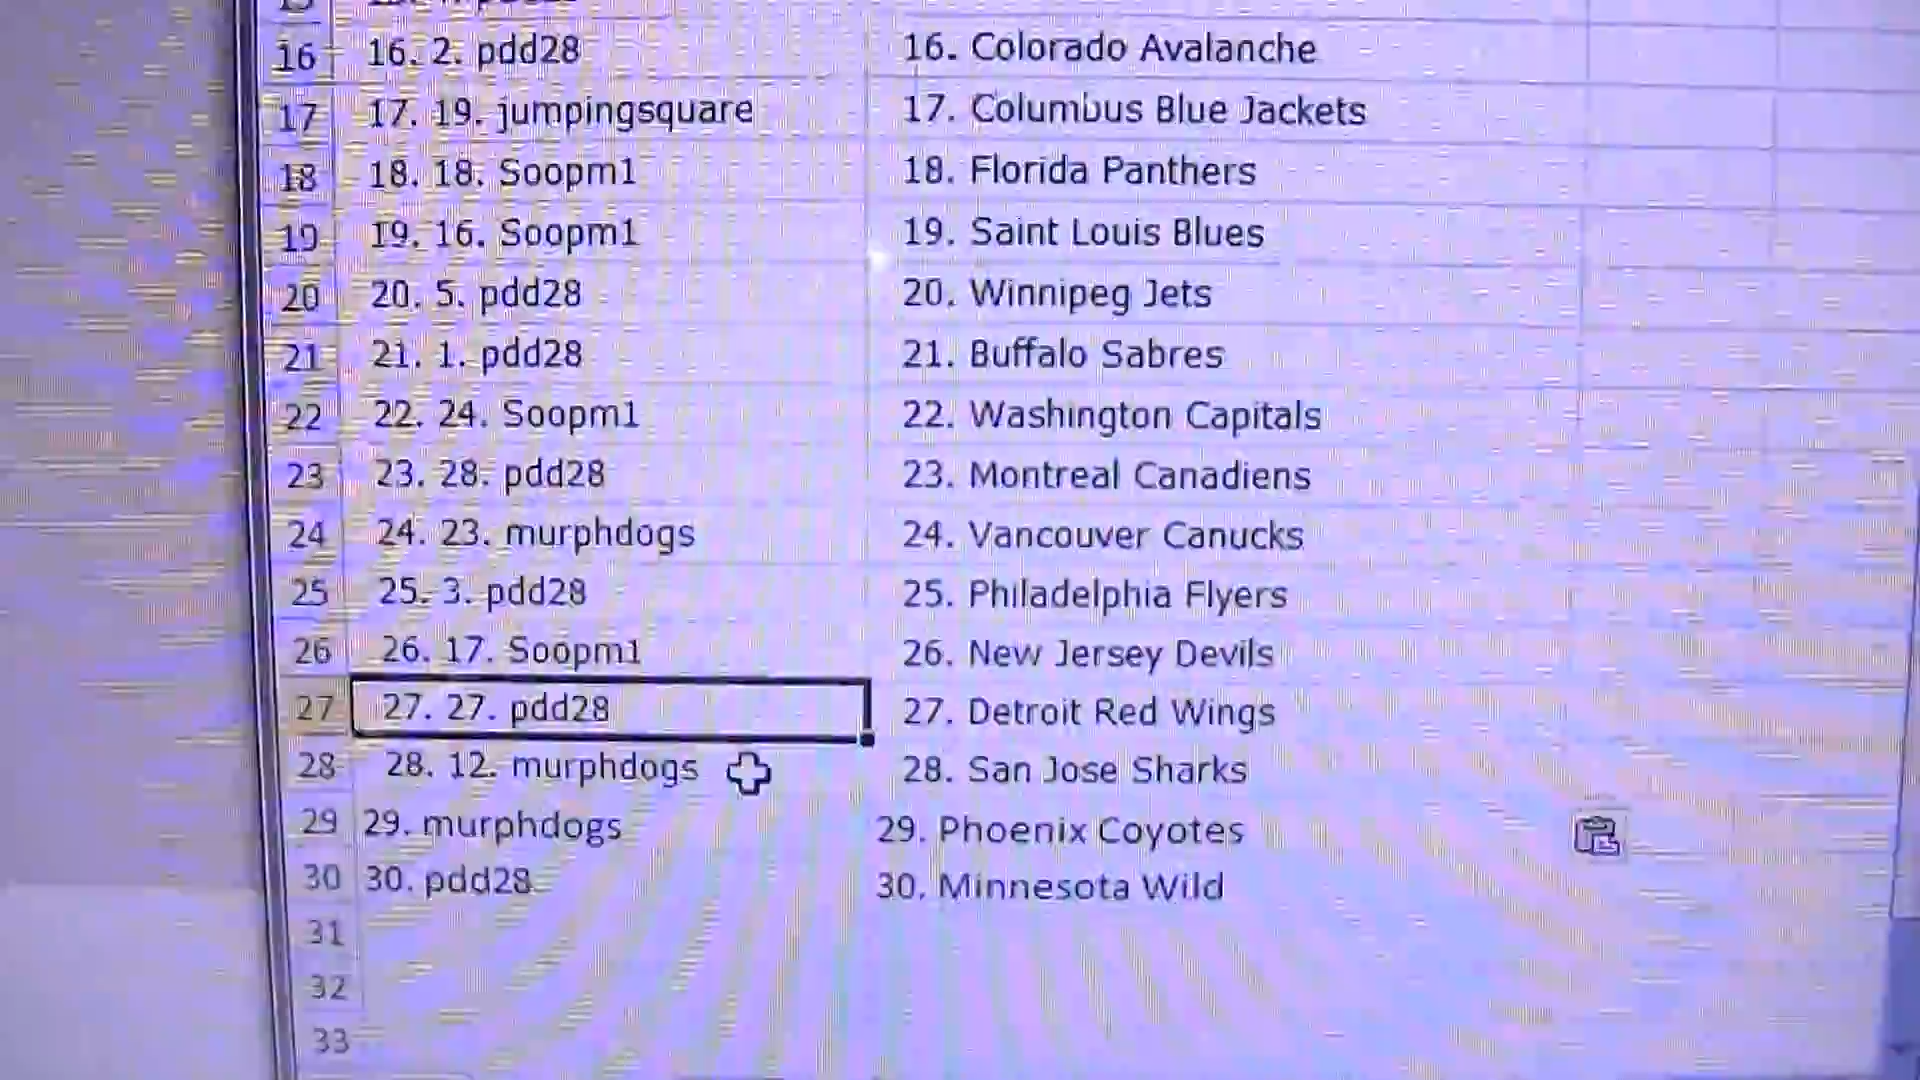 16 16. 2. pdd28 16. Colorado Avalanche
17 17. 19. jumpingsquare 17. Columbus Blue Jackets
18 18. 18. Soopm1 18. Florida Panthers
19 19. 16. Soopm1 19. Saint Louis Blues
20 20. 5. pdd28 20. Winnipeg Jets
21 21. 1. pdd28 21. Buffalo Sabres
22 22. 24. Soopm1 22. Washington Capitals
23 23. 28. pdd28 23. Montreal Canadiens
24 24. 23. murphdogs 24. Vancouver Canucks
25 25. 3. pdd28 25. Philadelphia Flyers
26 26. 17. Soopm1 26. New Jersey Devils
27 27. 27. pdd28 27. Detroit Red Wings
28 28. 12. murphdogs 28. San Jose Sharks
29 29. murphdogs 29. Phoenix Coyotes
30 30. pdd28 30. Minnesota Wild
31
32
33